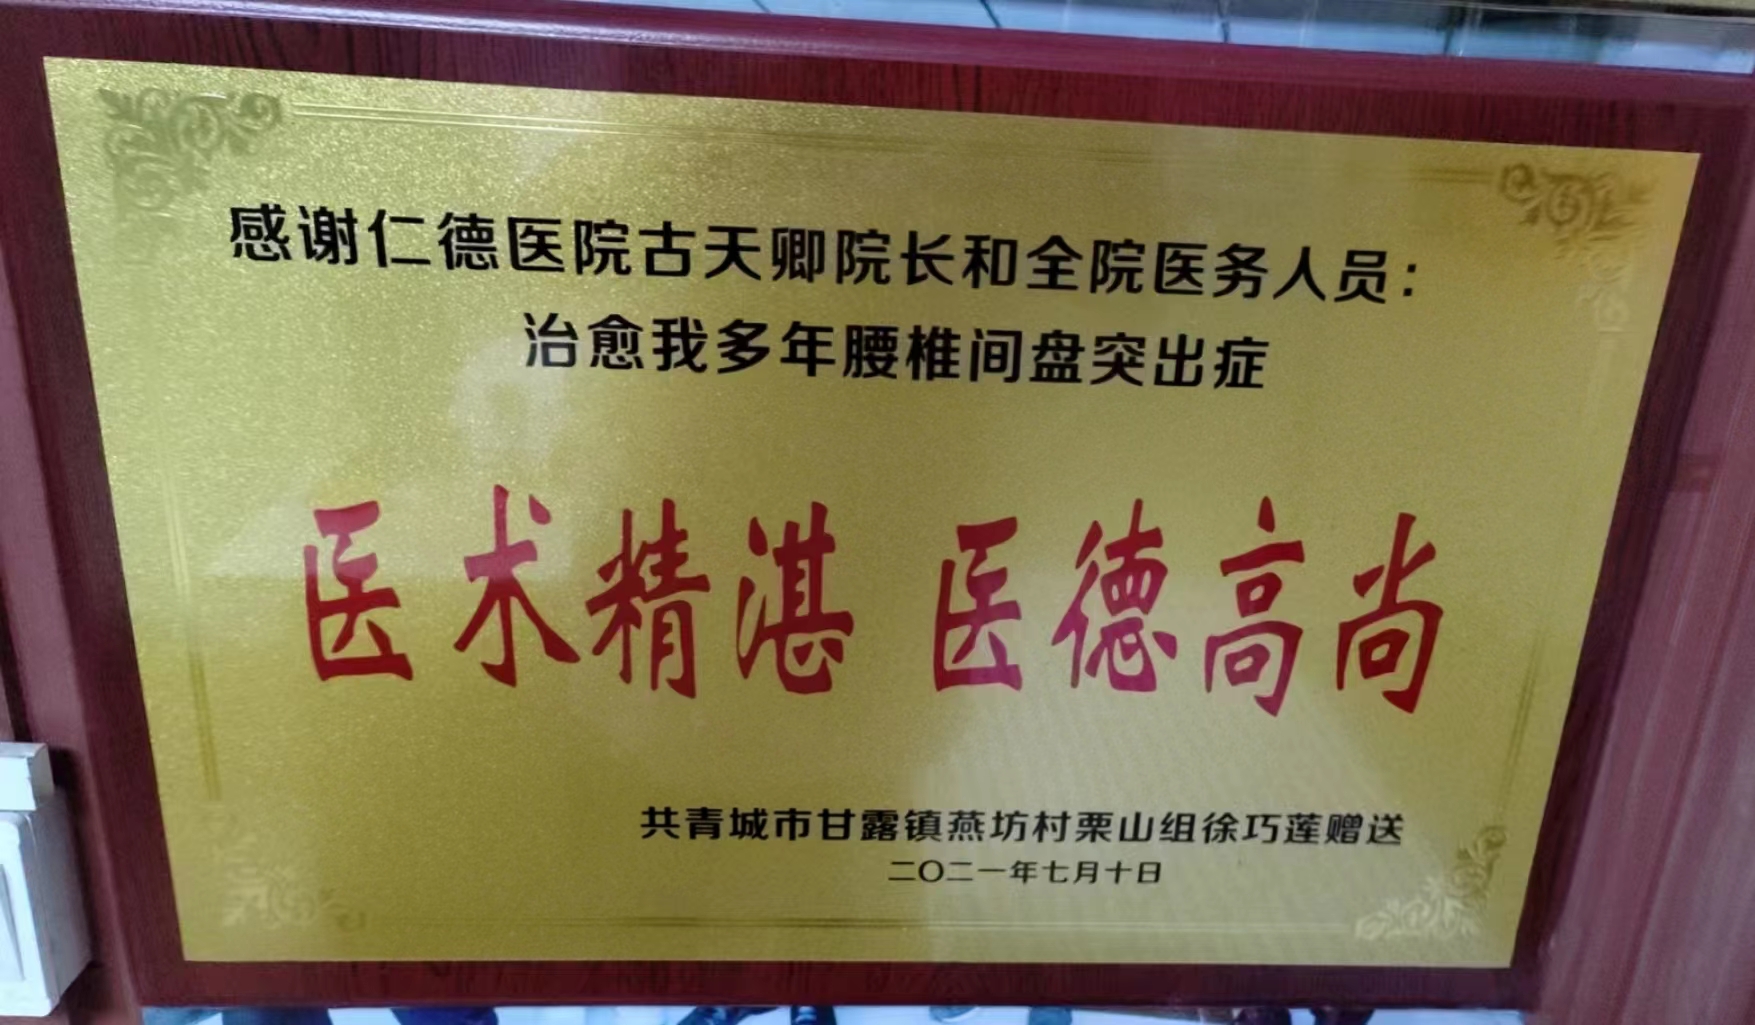 感谢仁德医院古天卿院长和全院医务人员：
治愈我多年腰椎间盘突出症
医术精湛 医德高尚
共青城市甘露镇燕坊村栗山组徐巧莲赠送
二〇二一年七月十日